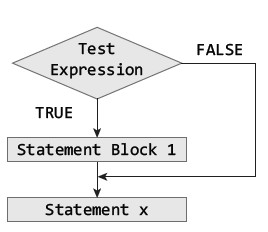 Test
Expression
FALSE
TRUE
Statement Block 1
Statement x